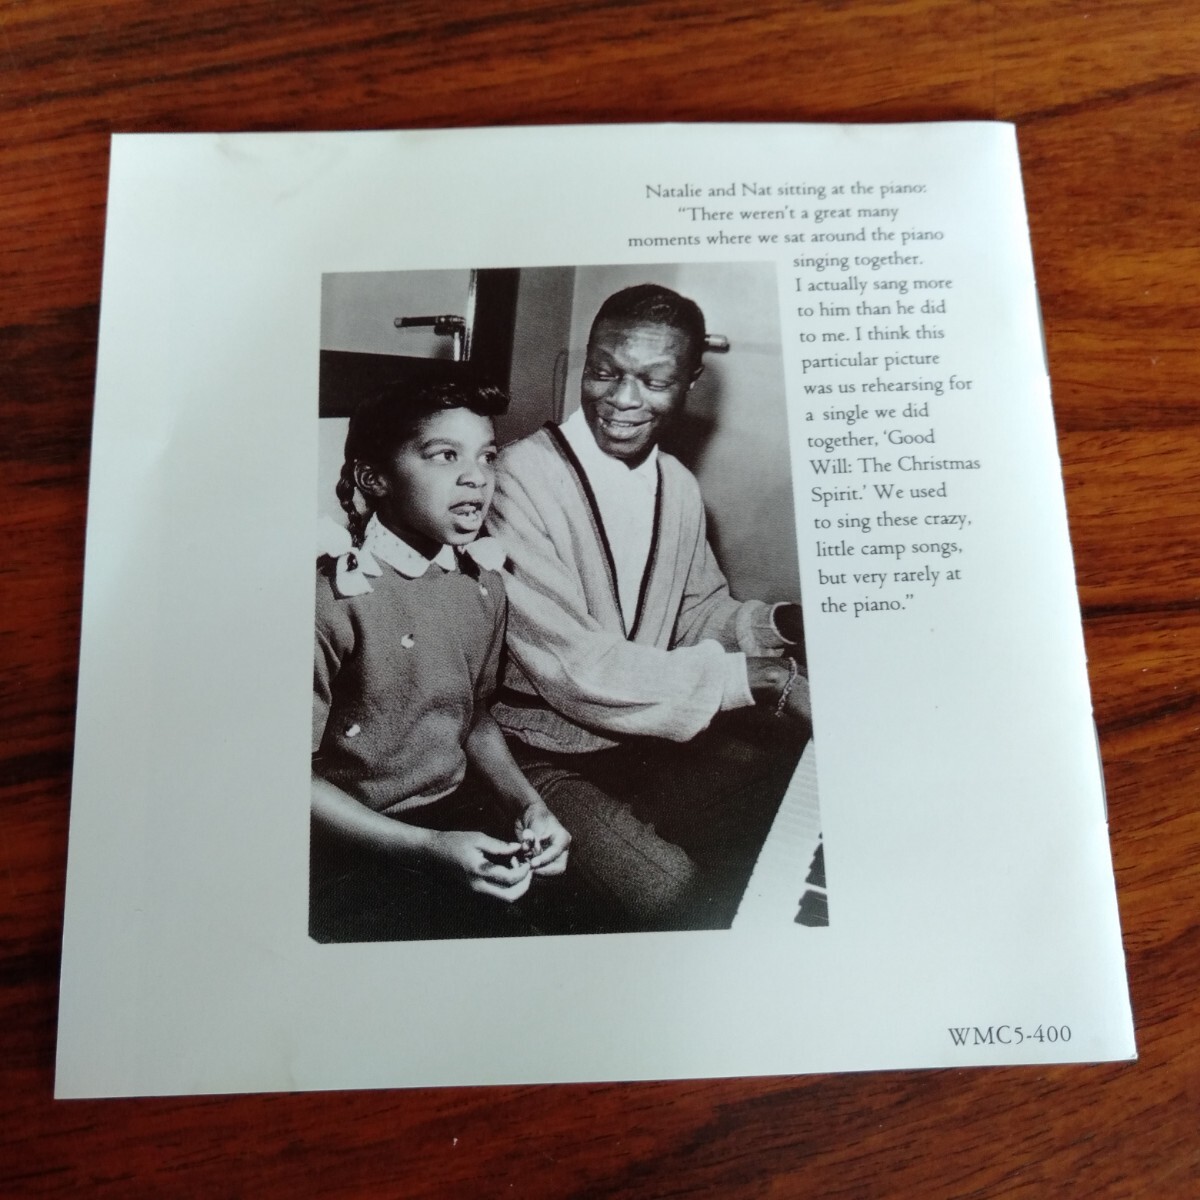 Natalie and Nat sitting at the piano:
“There weren't a great many
moments where we sat around the piano
singing together.
I actually sang more
to him than he did
to me. I think this
particular picture
was us rehearsing for
a single we did
together, ‘Good
Will: The Christmas
Spirit.’ We used
to sing these crazy,
little camp songs,
but very rarely at
the piano.”
WMC5-400